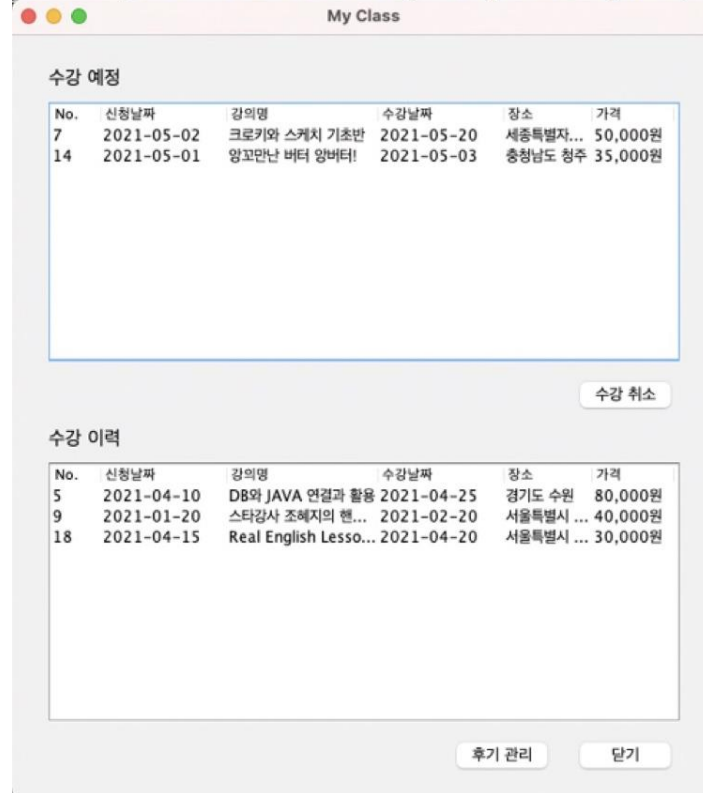 My Class
수강 예정
No. 신청날짜 강의명 수강날짜 장소 가격
7 2021-05-02 크로키와 스케치 기초반 2021-05-20 세종특별자... 50,000원
14 2021-05-01 앙꼬만난 버터 앙버터! 2021-05-03 충청남도 청주 35,000원
수강 취소
수강 이력
No. 신청날짜 강의명 수강날짜 장소 가격
5 2021-04-10 DB와 JAVA 연결과 활용 2021-04-25 경기도 수원 80,000원
9 2021-01-20 스타강사 조혜지의 핸... 2021-02-20 서울특별시 ... 40,000원
18 2021-04-15 Real English Lesso... 2021-04-20 서울특별시 ... 30,000원
후기 관리 닫기